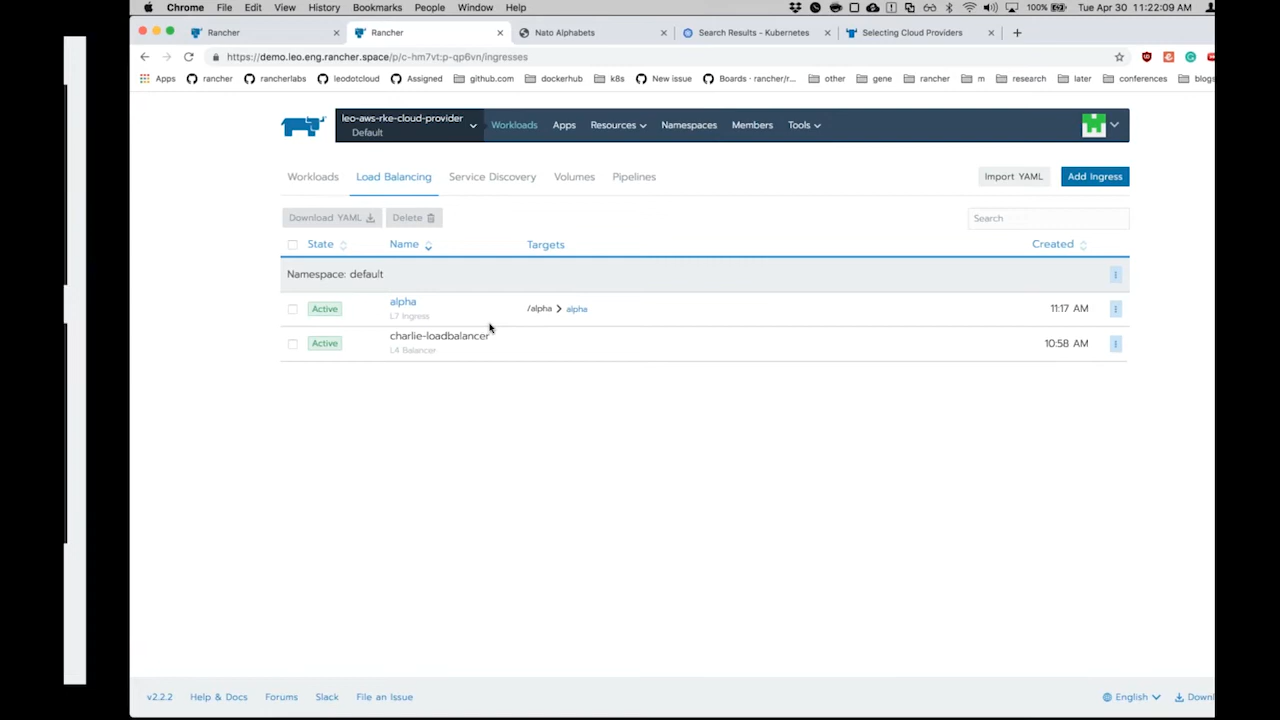 Chrome File Edit View History Bookmarks People Window Help 100% Tue Apr 30 11:22:09 AM
Rancher Rancher Nato Alphabets Search Results - Kubernetes Selecting Cloud Providers
https://demo.leo.eng.rancher.space/p/c-hm7vt:p-qp6vn/ingresses
Apps rancher rancherlabs leodotcloud Assigned github.com dockerhub k8s New issue Boards · rancher/r... other gene rancher m research later conferences blogs
leo-aws-rke-cloud-provider
Default
Workloads Apps Resources Namespaces Members Tools
Workloads Load Balancing Service Discovery Volumes Pipelines Import YAML Add Ingress
Download YAML Delete Search
State Name Targets Created
Namespace: default
Active alpha /alpha > alpha 11:17 AM
L7 Ingress
Active charlie-loadbalancer 10:58 AM
L4 Balancer
v2.2.2 Help & Docs Forums Slack File an Issue English Downl